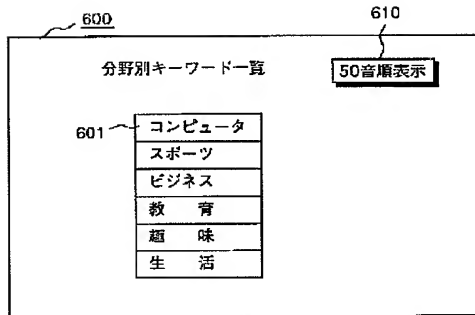 600
610
分野別キーワード一覧
50音順表示
601
コンピュータ
スポーツ
ビジネス
教 育
趣 味
生 活